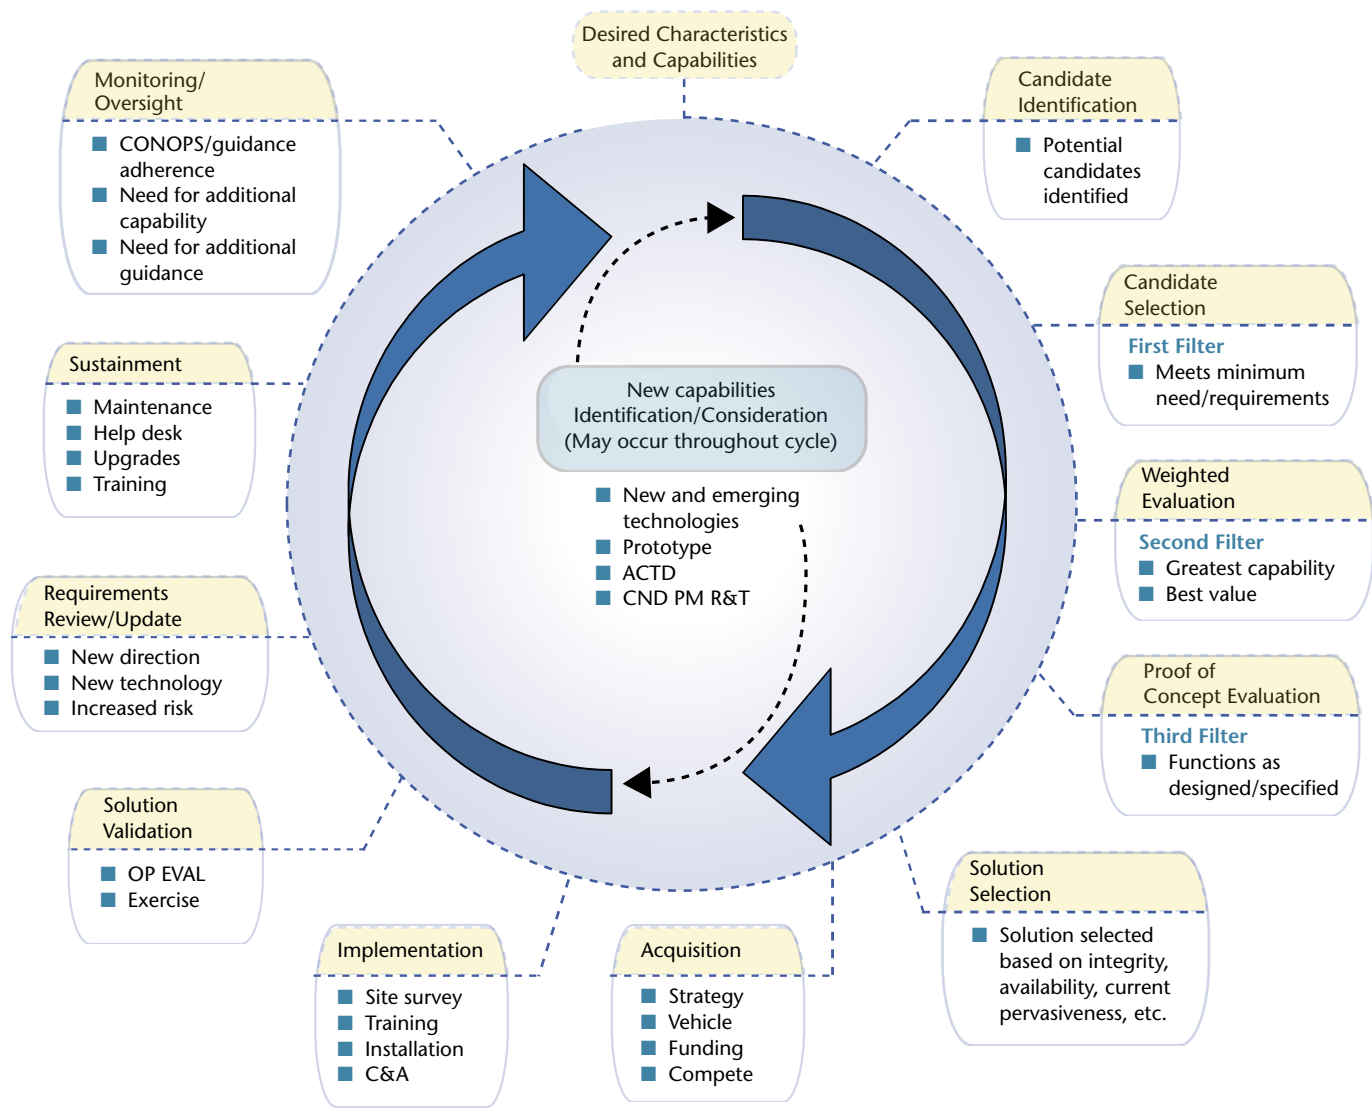 Desired Characteristics
and Capabilities
Candidate
Identification
Potential
candidates
identified
Candidate
Selection
First Filter
Meets minimum
need/requirements
Weighted
Evaluation
Second Filter
Greatest capability
Best value
Proof of
Concept Evaluation
Third Filter
Functions as
designed/specified
Solution
Selection
Solution selected
based on integrity,
availability, current
pervasiveness, etc.
Acquisition
Strategy
Vehicle
Funding
Compete
Implementation
Site survey
Training
Installation
C&A
Solution
Validation
OP EVAL
Exercise
Requirements
Review/Update
New direction
New technology
Increased risk
Sustainment
Maintenance
Help desk
Upgrades
Training
Monitoring/
Oversight
CONOPS/guidance
adherence
Need for additional
capability
Need for additional
guidance
New capabilities
Identification/Consideration
(May occur throughout cycle)
New and emerging
technologies
Prototype
ACTD
CND PM R&T